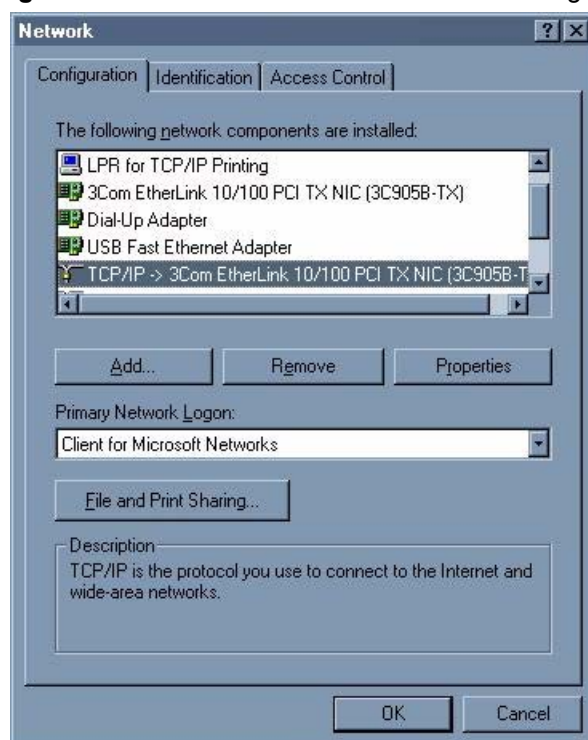 Network
Configuration Identification Access Control
The following network components are installed:
LPR for TCP/IP Printing
3Com EtherLink 10/100 PCI TX NIC (3C905B-TX)
Dial-Up Adapter
USB Fast Ethernet Adapter
TCP/IP -> 3Com EtherLink 10/100 PCI TX NIC (3C905B-T
Add... Remove Properties
Primary Network Logon:
Client for Microsoft Networks
File and Print Sharing...
Description
TCP/IP is the protocol you use to connect to the Internet and
wide-area networks.
OK Cancel